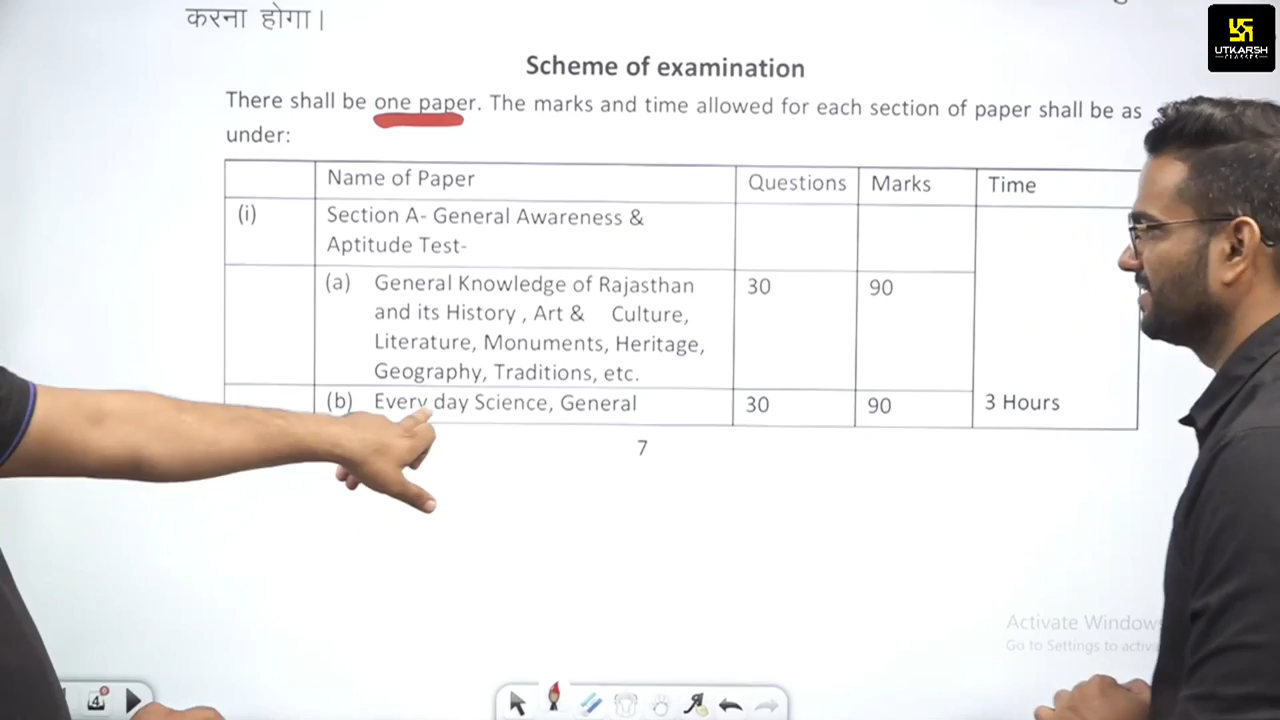 करना होगा।
UTKARSH
CLASSES
Scheme of examination
There shall be one paper. The marks and time allowed for each section of paper shall be as
under:
Name of Paper Questions Marks Time
(i) Section A- General Awareness &
Aptitude Test-
(a) General Knowledge of Rajasthan 30 90
and its History , Art & Culture,
Literature, Monuments, Heritage,
Geography, Traditions, etc.
(b) Every day Science, General 30 90 3 Hours
7
Activate Windows
Go to Settings to activ
4